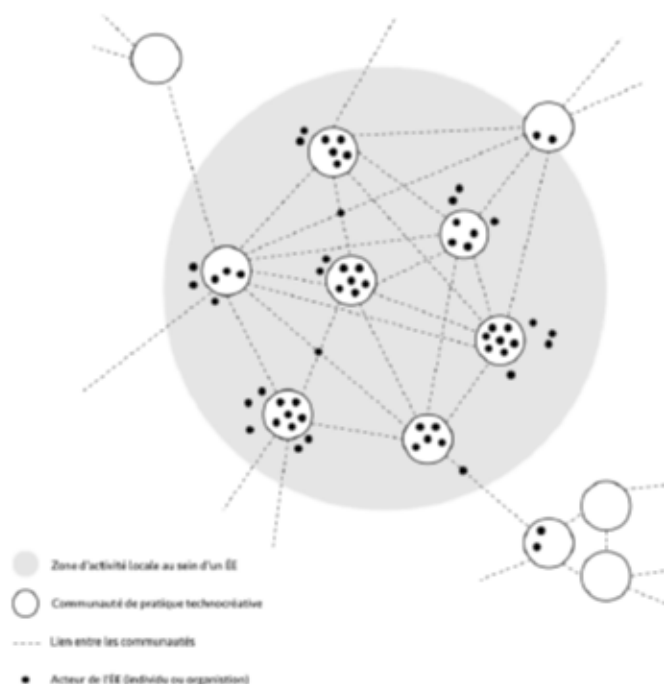 Zone d'activité locale au sein d'un ÉE
Communauté de pratique technocréative
Lien entre les communautés
Acteur de l'ÉE (individu ou organistion)